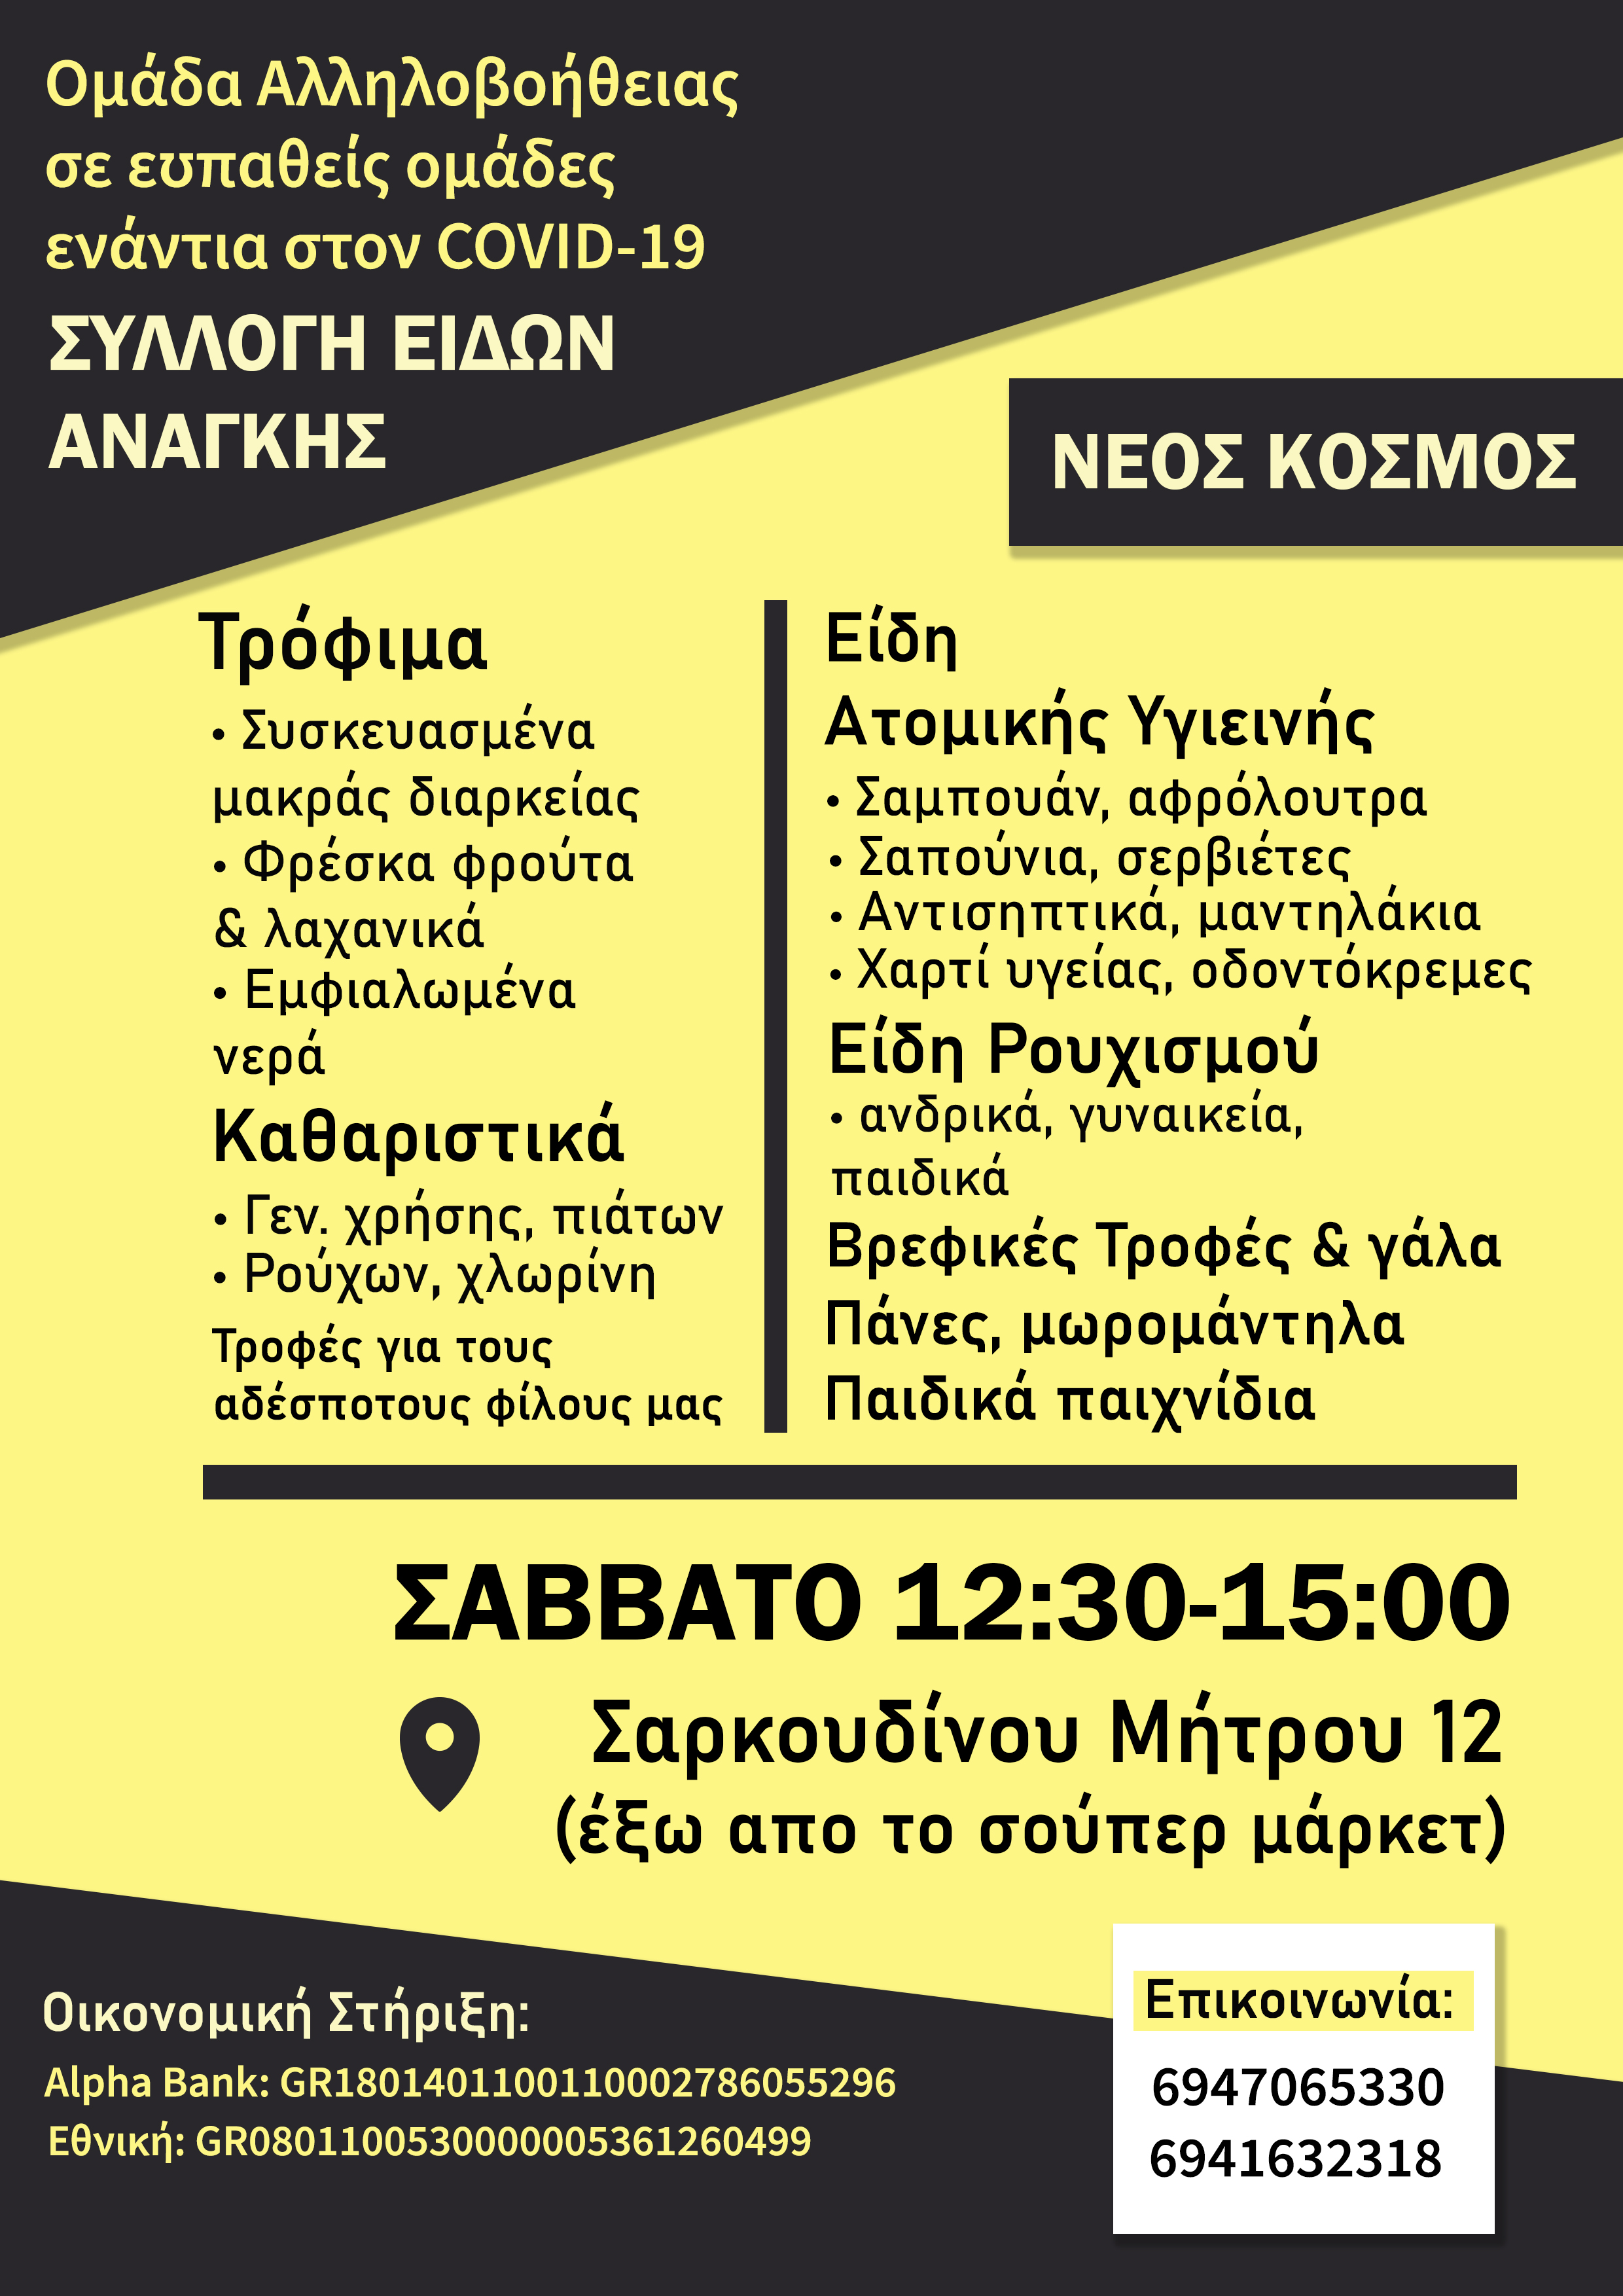 Ομάδα Αλληλοβοήθειας
σε ευπαθείς ομάδες
ενάντια στον COVID-19
ΣΥΛΛΟΓΗ ΕΙΔΩΝ
ΑΝΑΓΚΗΣ
ΝΕΟΣ ΚΟΣΜΟΣ
Τρόφιμα
• Συσκευασμένα
μακράς διαρκείας
• Φρέσκα φρούτα
& λαχανικά
• Εμφιαλωμένα
νερά
Καθαριστικά
• Γεν. χρήσης, πιάτων
• Ρούχων, χλωρίνη
Τροφές για τους
αδέσποτους φίλους μας
Είδη
Ατομικής Υγιεινής
• Σαμπουάν, αφρόλουτρα
• Σαπούνια, σερβιέτες
• Αντισηπτικά, μαντηλάκια
• Χαρτί υγείας, οδοντόκρεμες
Είδη Ρουχισμού
• ανδρικά, γυναικεία,
παιδικά
Βρεφικές Τροφές & γάλα
Πάνες, μωρομάντηλα
Παιδικά παιχνίδια
ΣΑΒΒΑΤΟ 12:30-15:00
Σαρκουδίνου Μήτρου 12
(έξω απο το σούπερ μάρκετ)
Οικονομική Στήριξη:
Alpha Bank: GR1801401100110002786055296
Εθνική: GR0801100530000005361260499
Επικοινωνία:
6947065330
6941632318